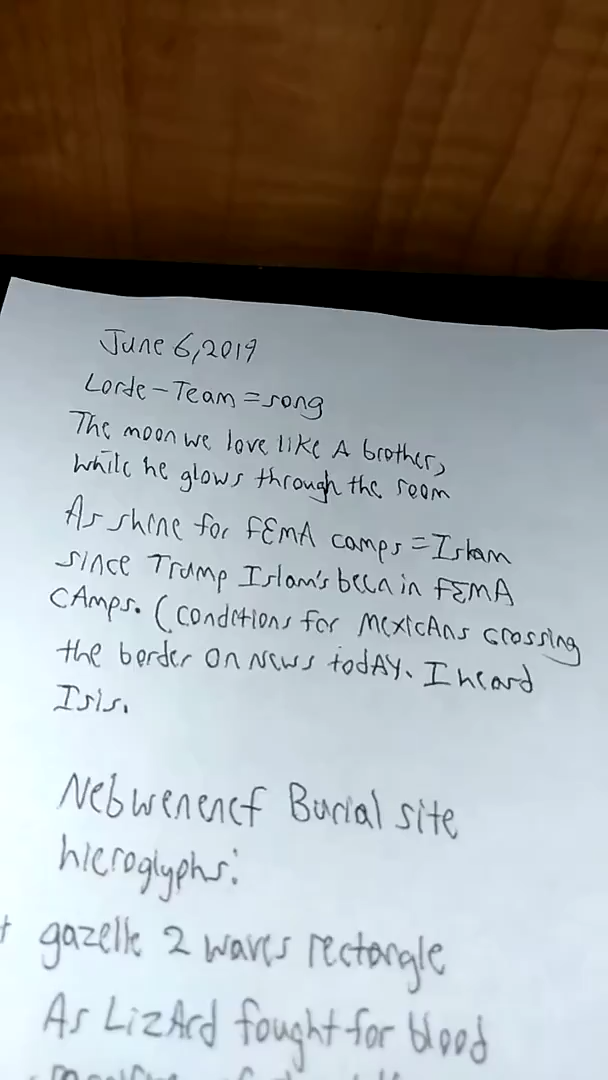 June 6, 2019
Lorde - Team = song
The moon we love like A brother,
while he glows through the room
As shine for FEMA camps = Islam
since Trump Islam's been in FEMA
CAmps. (conditions for MexicAns crossing
the border on News todAy. I heard
Isis.
Nebwenenef Burial site
hieroglyphs:
gazelle 2 waves rectangle
As LizArd fought for blood